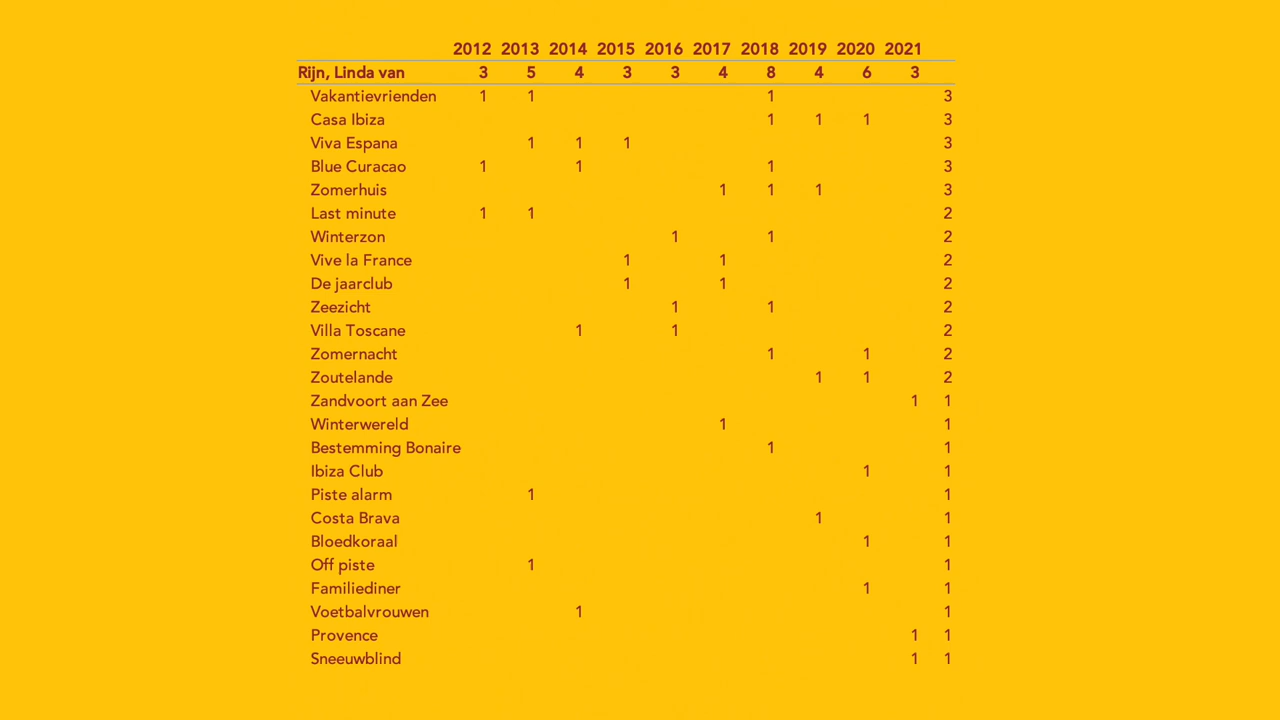 2012 2013 2014 2015 2016 2017 2018 2019 2020 2021
Rijn, Linda van 3 5 4 3 3 4 8 4 6 3
Vakantievrienden 1 1 1 3
Casa Ibiza 1 1 1 3
Viva Espana 1 1 1 3
Blue Curacao 1 1 1 3
Zomerhuis 1 1 1 3
Last minute 1 1 2
Winterzon 1 1 2
Vive la France 1 1 2
De jaarclub 1 1 2
Zeezicht 1 1 2
Villa Toscane 1 1 2
Zomernacht 1 1 2
Zoutelande 1 1 2
Zandvoort aan Zee 1 1
Winterwereld 1 1
Bestemming Bonaire 1 1
Ibiza Club 1 1
Piste alarm 1 1
Costa Brava 1 1
Bloedkoraal 1 1
Off piste 1 1
Familiediner 1 1
Voetbalvrouwen 1 1
Provence 1 1
Sneeuwblind 1 1